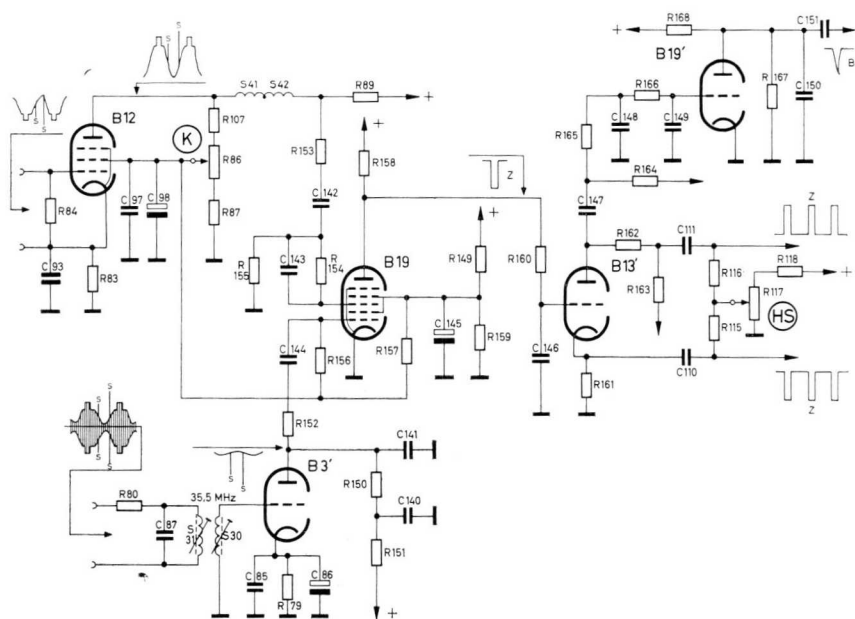 R168
+
C151
S
S
B19'
B
S
S
B12
S41 S42
R89
+
R166
R167
C150
K
R107
+
C148
C149
R86
R153
R158
Z
R165
R164
R84
C97
C98
R87
C142
+
C147
Z
R155
C143
R154
B19
R149
R160
R162
C111
R118
C93
R83
B13'
R116
R117
+
R163
HS
C144
R156
R157
C145
R159
C146
R115
C110
R161
S
S
R152
Z
C141
S
S
B3'
R80
35,5 MHz
R150
C87
S31
S30
C140
R151
C85
R79
C86
+